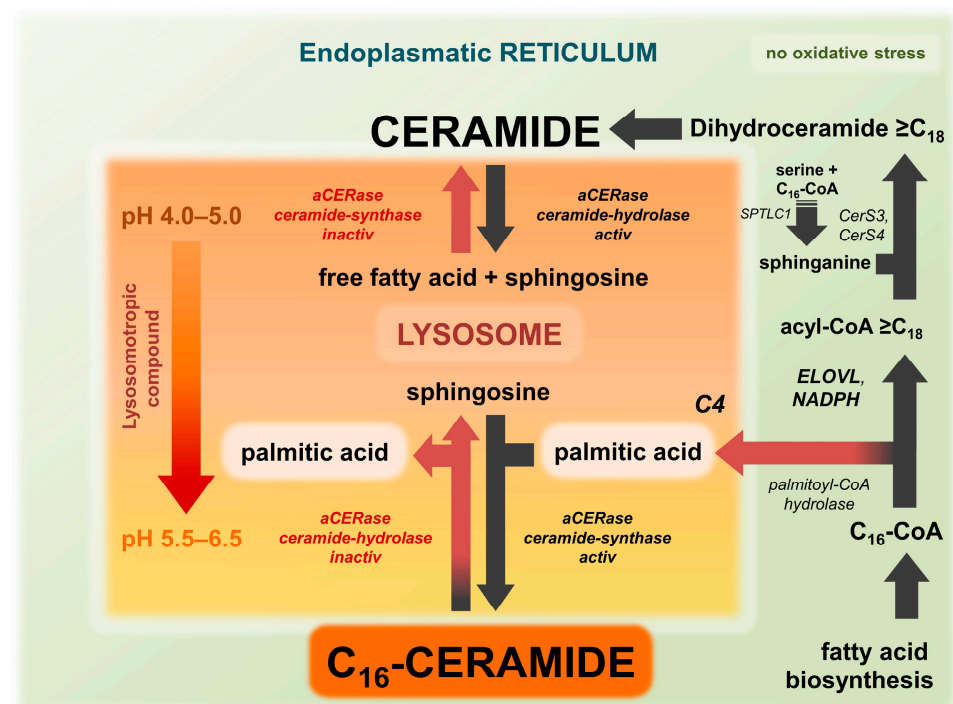 Endoplasmatic RETICULUM
no oxidative stress
CERAMIDE
Dihydroceramide ≥C18
serine +
C16-CoA
SPTLC1
CerS3,
CerS4
sphinganine
acyl-CoA ≥C18
ELOVL,
NADPH
palmitoyl-CoA
hydrolase
C16-CoA
fatty acid
biosynthesis
pH 4.0–5.0
Lysosomotropic
compound
pH 5.5–6.5
aCERase
ceramide-synthase
inactiv
aCERase
ceramide-hydrolase
activ
free fatty acid + sphingosine
LYSOSOME
sphingosine
C4
palmitic acid
palmitic acid
aCERase
ceramide-hydrolase
inactiv
aCERase
ceramide-synthase
activ
C16-CERAMIDE